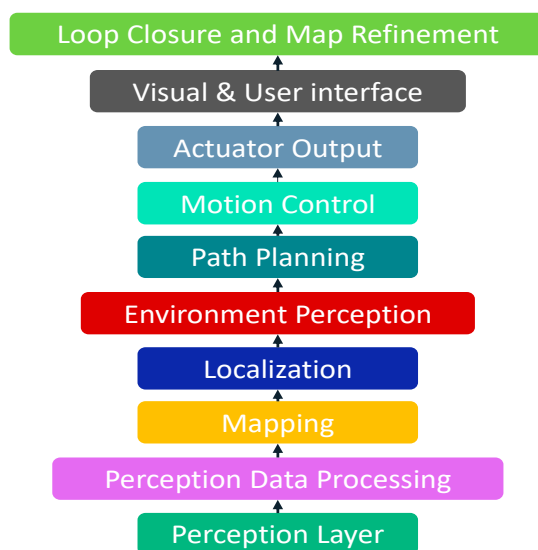 Loop Closure and Map Refinement
Visual & User interface
Actuator Output
Motion Control
Path Planning
Environment Perception
Localization
Mapping
Perception Data Processing
Perception Layer